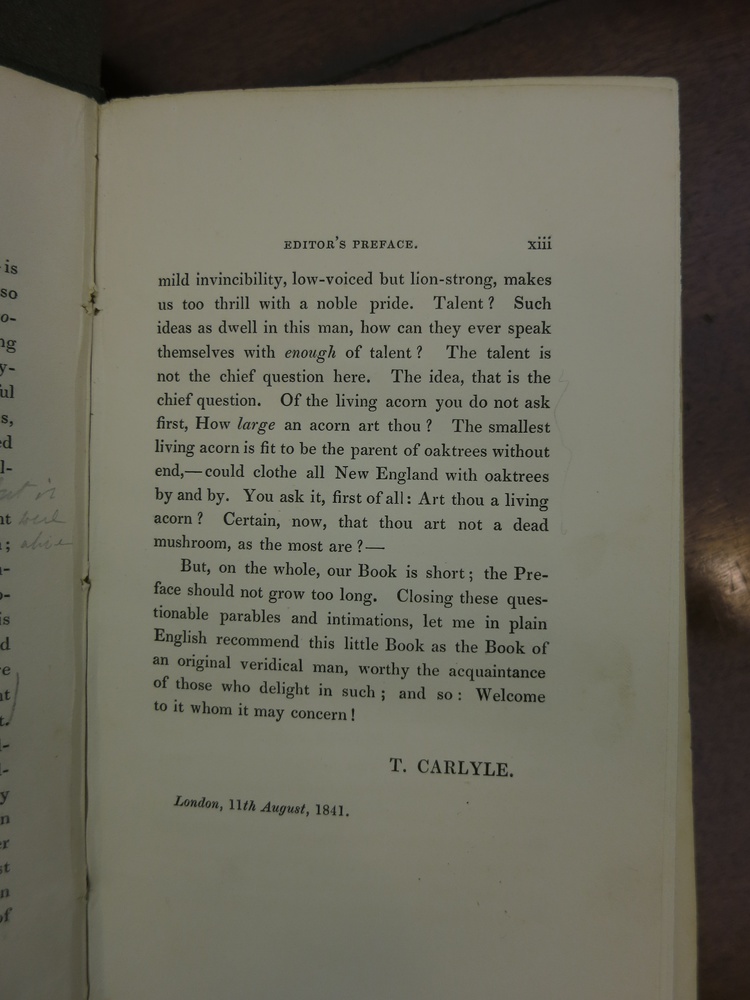 EDITOR'S PREFACE. xiii
mild invincibility, low-voiced but lion-strong, makes
us too thrill with a noble pride. Talent? Such
ideas as dwell in this man, how can they ever speak
themselves with enough of talent? The talent is
not the chief question here. The idea, that is the
chief question. Of the living acorn you do not ask
first, How large an acorn art thou? The smallest
living acorn is fit to be the parent of oaktrees without
end,—could clothe all New England with oaktrees
by and by. You ask it, first of all: Art thou a living
acorn? Certain, now, that thou art not a dead
mushroom, as the most are?—
But, on the whole, our Book is short; the Pre-
face should not grow too long. Closing these ques-
tionable parables and intimations, let me in plain
English recommend this little Book as the Book of
an original veridical man, worthy the acquaintance
of those who delight in such; and so: Welcome
to it whom it may concern!
T. CARLYLE.
London, 11th August, 1841.